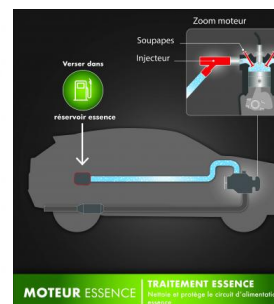 Zoom moteur
Soupapes
Injecteur
Verser dans
réservoir essence
MOTEUR ESSENCE
TRAITEMENT ESSENCE
Nettoie et protège le circuit d'alimentation
essence